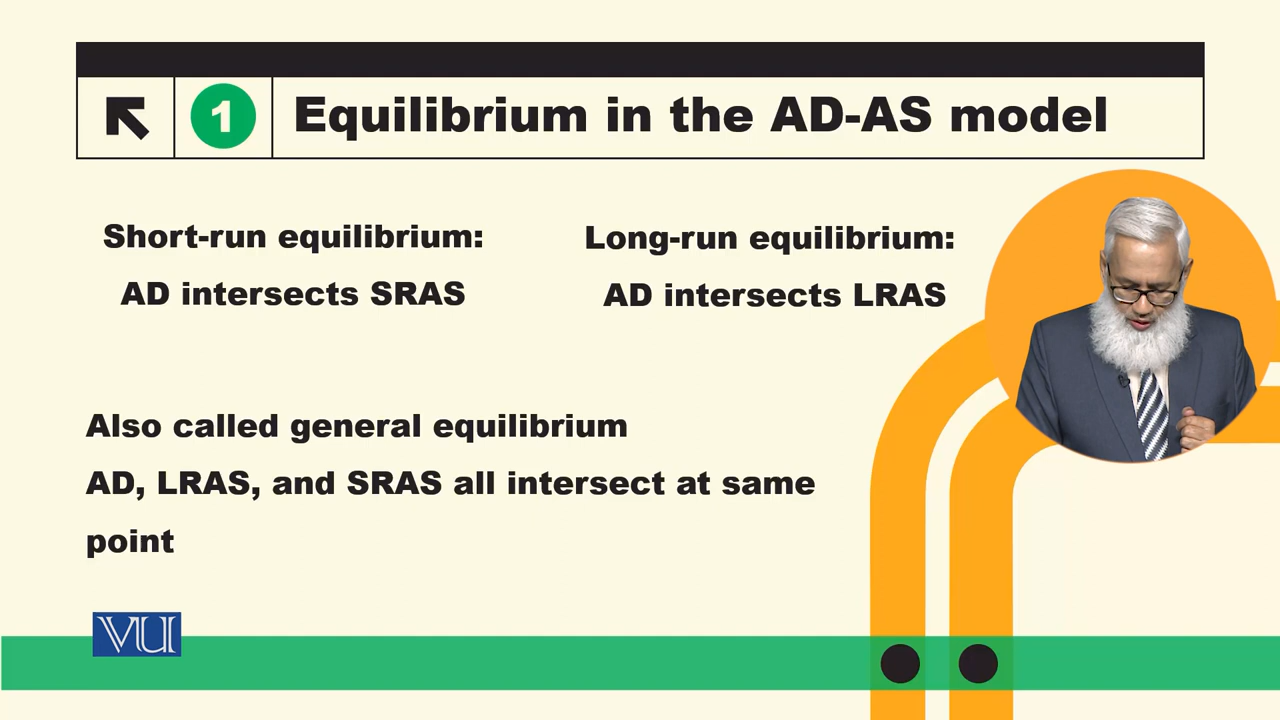 1
Equilibrium in the AD-AS model
Short-run equilibrium:
AD intersects SRAS
Long-run equilibrium:
AD intersects LRAS
Also called general equilibrium
AD, LRAS, and SRAS all intersect at same
point
VU